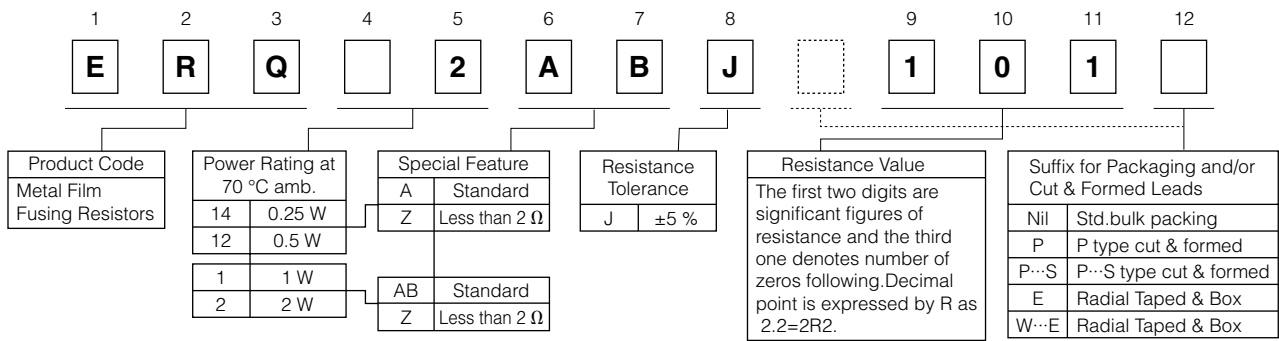 1 2 3 4 5 6 7 8 9 10 11 12
E R Q 2 A B J 1 0 1
Product Code
Metal Film
Fusing Resistors
Power Rating at
70 °C amb.
14 0.25 W
12 0.5 W
1 1 W
2 2 W
Special Feature
A Standard
Z Less than 2 Ω
AB Standard
Z Less than 2 Ω
Resistance
Tolerance
J ±5 %
Resistance Value
The first two digits are
significant figures of
resistance and the third
one denotes number of
zeros following.Decimal
point is expressed by R as
2.2=2R2.
Suffix for Packaging and/or
Cut & Formed Leads
Nil Std.bulk packing
P P type cut & formed
P···S P···S type cut & formed
E Radial Taped & Box
W···E Radial Taped & Box